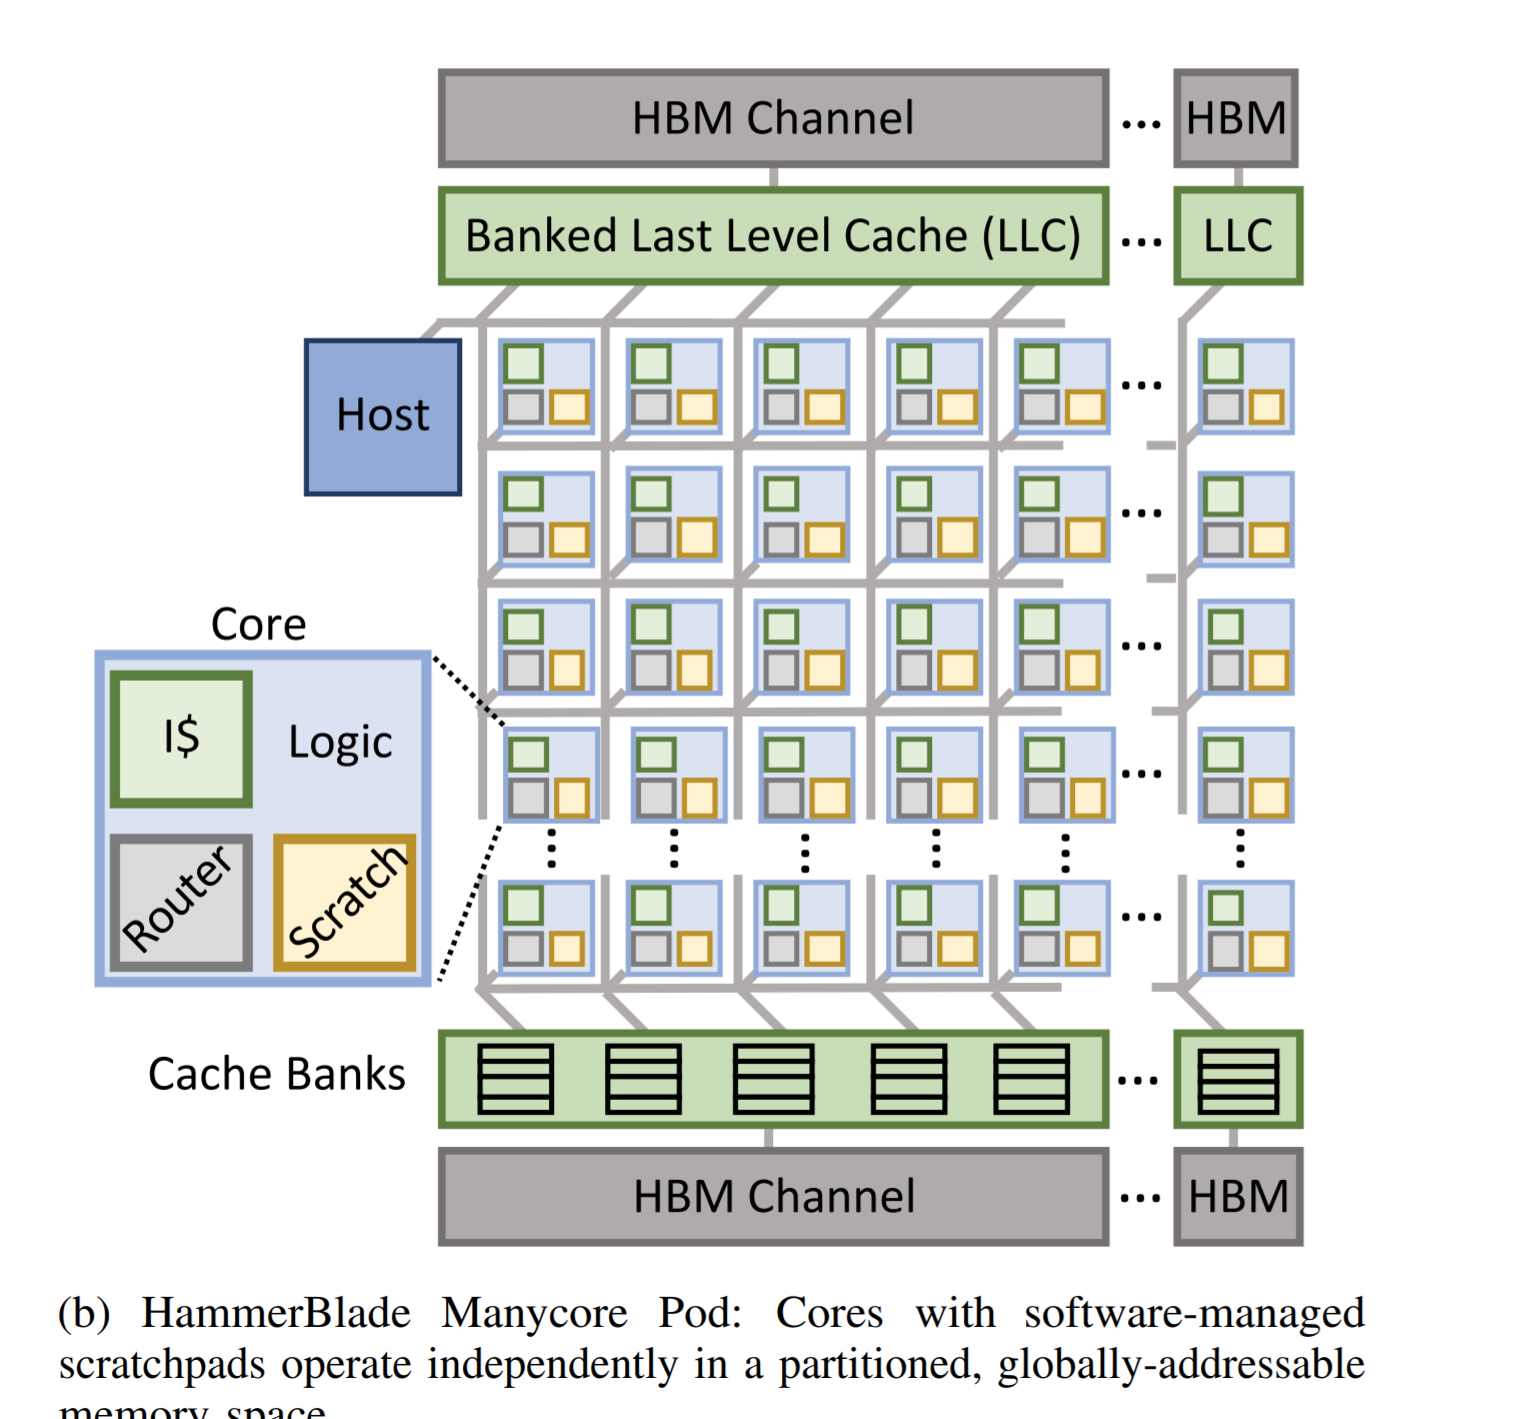 HBM Channel ... HBM
Banked Last Level Cache (LLC) ... LLC
Host
Core
I$
Logic
Router
Scratch
Cache Banks
HBM Channel ... HBM
(b) HammerBlade Manycore Pod: Cores with software-managed
scratchpads operate independently in a partitioned, globally-addressable
memory space